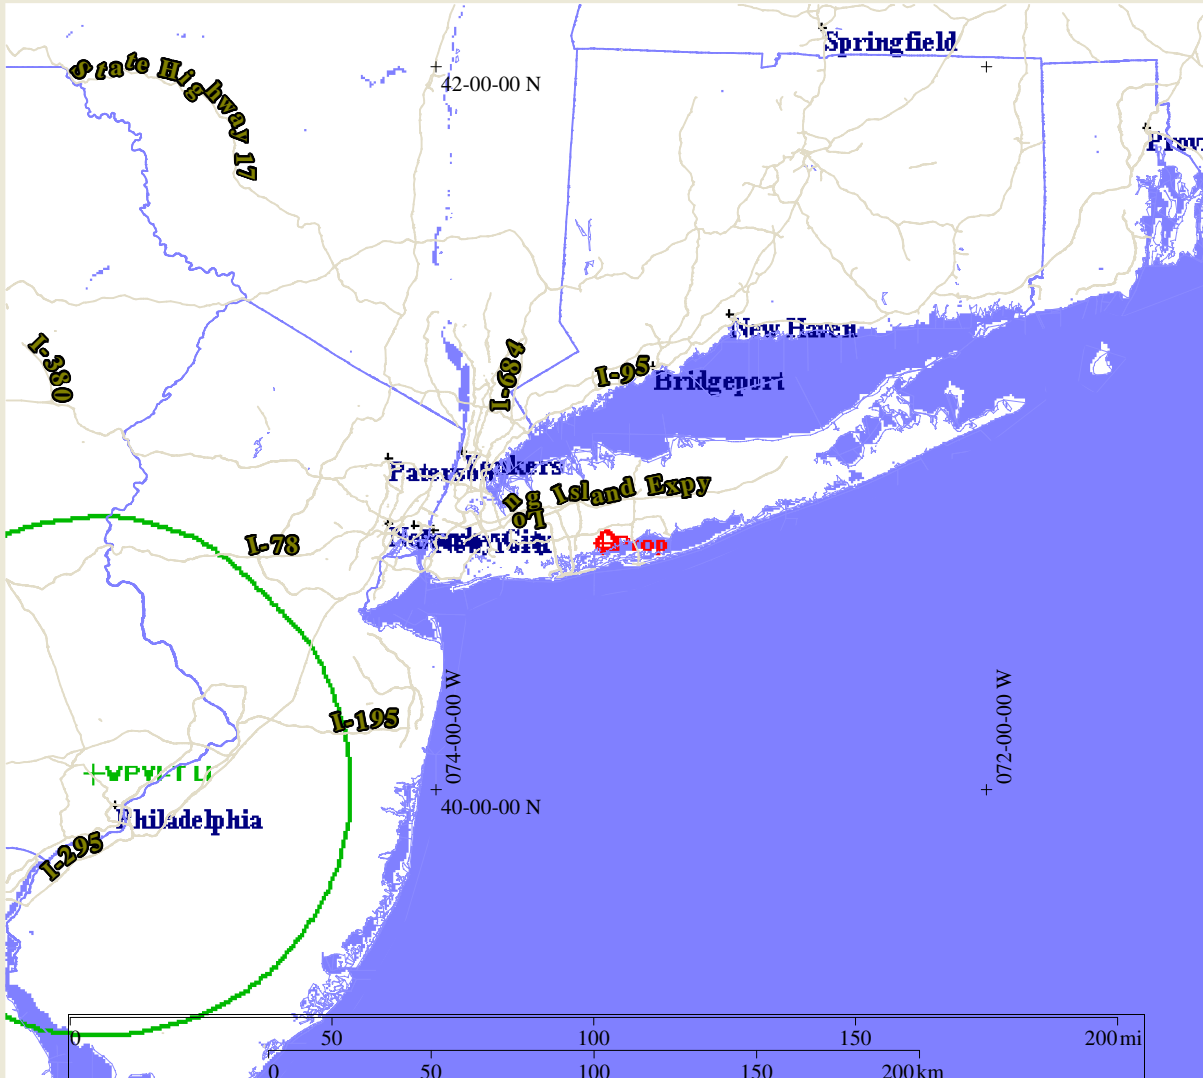 Springfield
State Highway 17
42-00-00 N
New Haven
I-380
I-684
I-95
Bridgeport
Yonkers
Long Island Expy
I-78
Prop
I-195
074-00-00 W
072-00-00 W
40-00-00 N
Philadelphia
I-295
0 50 100 150 200 mi
0 50 100 150 200 km